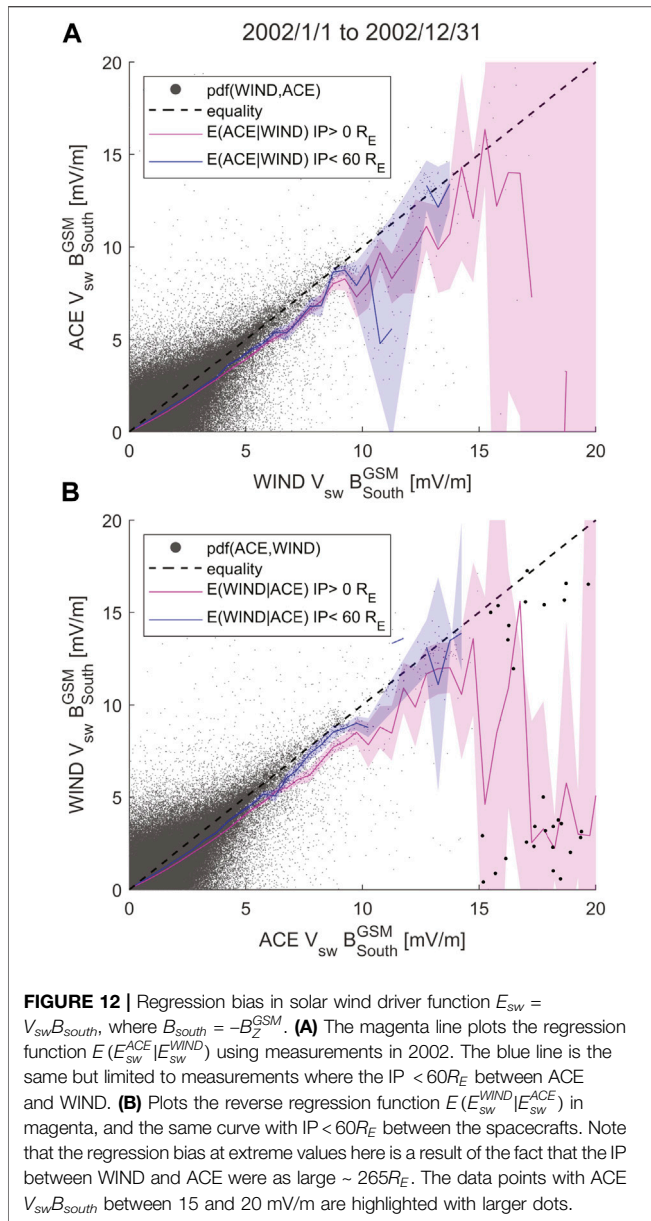 A
2002/1/1 to 2002/12/31
20
15
10
5
0
ACE V_sw B_South^GSM [mV/m]
pdf(WIND,ACE)
equality
E(ACE|WIND) IP> 0 R_E
E(ACE|WIND) IP< 60 R_E
0 5 10 15 20
WIND V_sw B_South^GSM [mV/m]
B
20
15
10
5
0
WIND V_sw B_South^GSM [mV/m]
pdf(ACE,WIND)
equality
E(WIND|ACE) IP> 0 R_E
E(WIND|ACE) IP< 60 R_E
0 5 10 15 20
ACE V_sw B_South^GSM [mV/m]
FIGURE 12 | Regression bias in solar wind driver function E_sw =
V_swB_south, where B_south = –B_Z^GSM. (A) The magenta line plots the regression
function E(E_sw^ACE|E_sw^WIND) using measurements in 2002. The blue line is the
same but limited to measurements where the IP <60R_E between ACE
and WIND. (B) Plots the reverse regression function E(E_sw^WIND|E_sw^ACE) in
magenta, and the same curve with IP<60R_E between the spacecrafts. Note
that the regression bias at extreme values here is a result of the fact that the IP
between WIND and ACE were as large ~ 265R_E. The data points with ACE
V_swB_south between 15 and 20 mV/m are highlighted with larger dots.